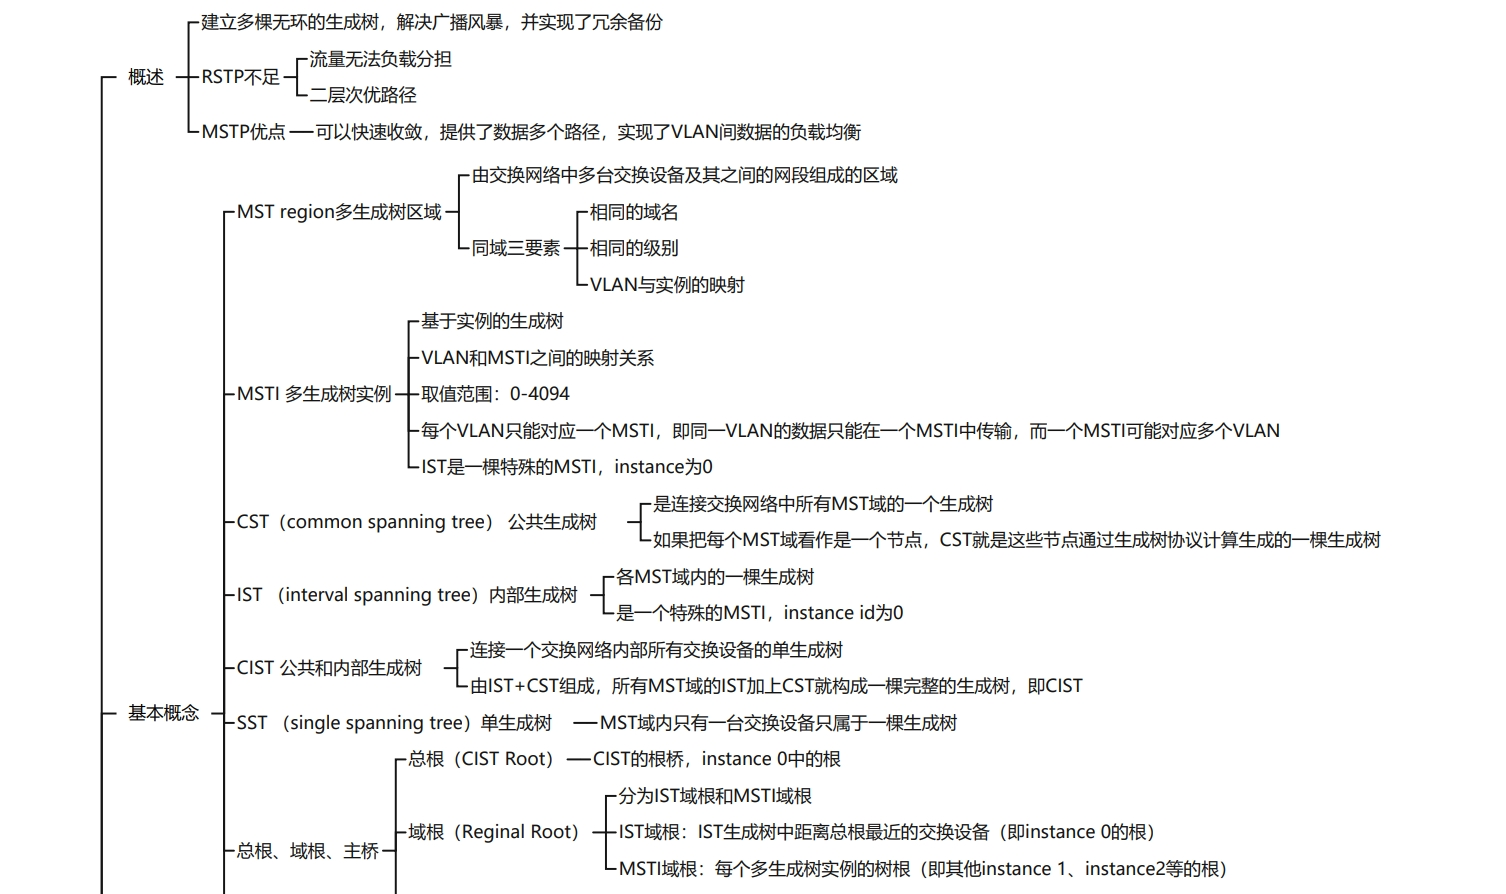 建立多棵无环的生成树，解决广播风暴，并实现了冗余备份
流量无法负载分担
概述
RSTP不足
二层次优路径
MSTP优点
可以快速收敛，提供了数据多个路径，实现了VLAN间数据的负载均衡
由交换网络中多台交换设备及其之间的网段组成的区域
MST region多生成树区域
相同的域名
同域三要素
相同的级别
VLAN与实例的映射
基于实例的生成树
VLAN和MSTI之间的映射关系
MSTI 多生成树实例
取值范围：0-4094
每个VLAN只能对应一个MSTI，即同一VLAN的数据只能在一个MSTI中传输，而一个MSTI可能对应多个VLAN
IST是一棵特殊的MSTI，instance为0
是连接交换网络中所有MST域的一个生成树
CST（common spanning tree） 公共生成树
如果把每个MST域看作是一个节点，CST就是这些节点通过生成树协议计算生成的一棵生成树
各MST域内的一棵生成树
IST （interval spanning tree）内部生成树
是一个特殊的MSTI，instance id为0
连接一个交换网络内部所有交换设备的单生成树
CIST 公共和内部生成树
由IST+CST组成，所有MST域的IST加上CST就构成一棵完整的生成树，即CIST
基本概念
SST （single spanning tree）单生成树
MST域内只有一台交换设备只属于一棵生成树
总根（CIST Root）
CIST的根桥，instance 0中的根
分为IST域根和MSTI域根
域根（Reginal Root）
IST域根：IST生成树中距离总根最近的交换设备（即instance 0的根）
总根、域根、主桥
MSTI域根：每个多生成树实例的树根（即其他instance 1、instance2等的根）